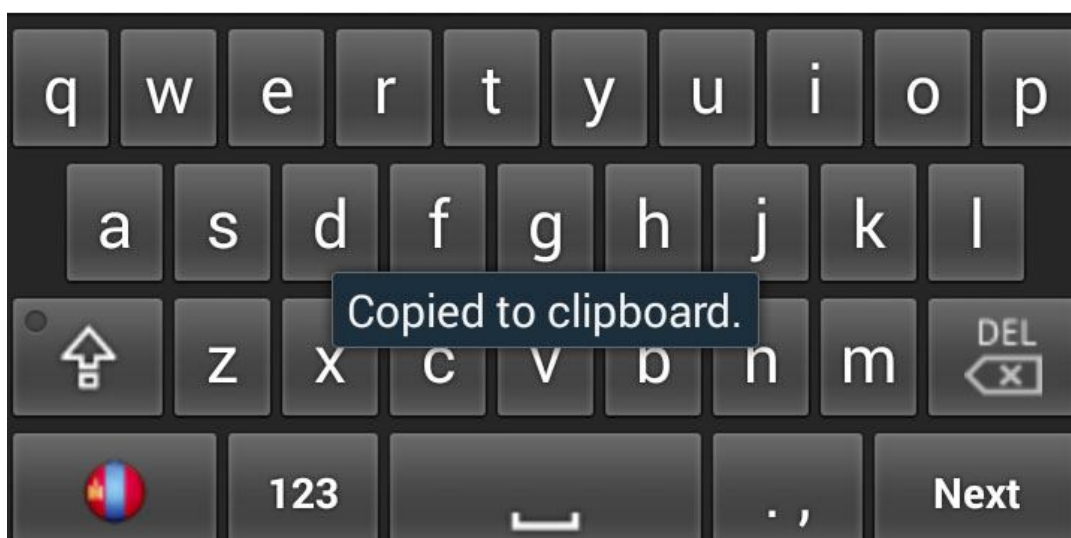 q w e r t y u i o p
a s d f g h j k l
Copied to clipboard.
z x c v b n m DEL
123 . , Next